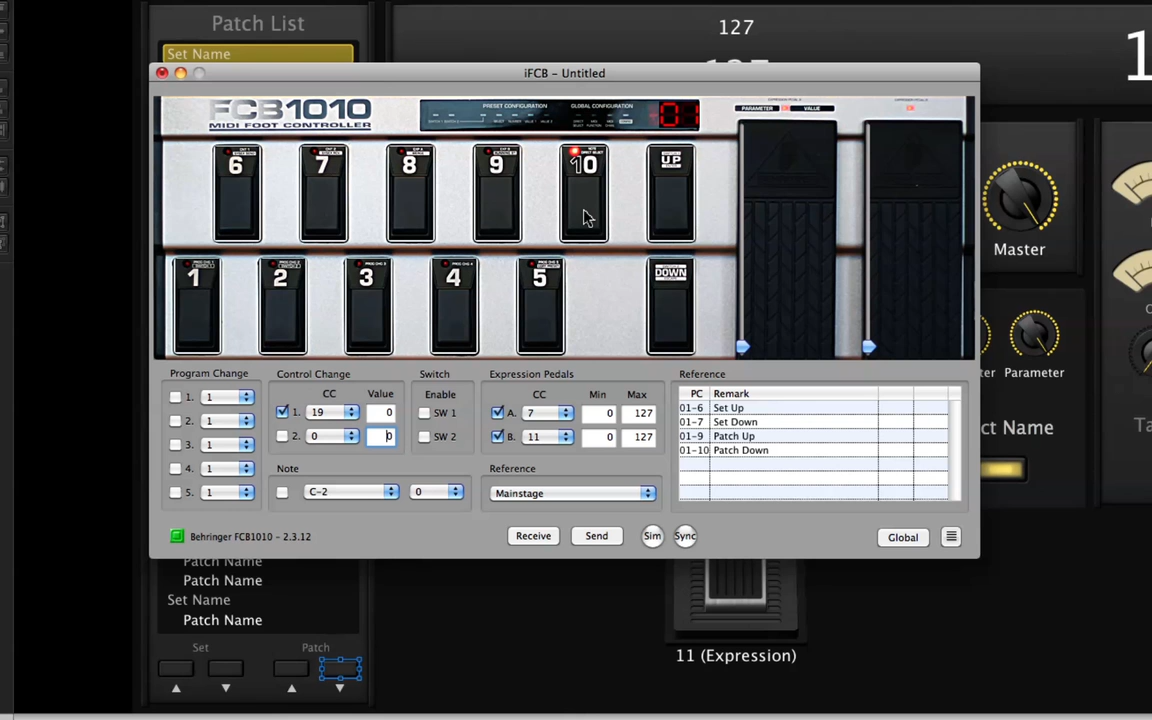 Patch List
Set Name
127
1
iFCB - Untitled
FCB1010
MIDI FOOT CONTROLLER
PRESET CONFIGURATION
GLOBAL CONFIGURATION
01
PARAMETER
VALUE
6
7
8
9
10
UP
1
2
3
4
5
DOWN
Master
Parameter
Program Change
Control Change
Switch
Expression Pedals
Reference
CC
Value
Enable
CC
Min
Max
PC
Remark
1. 1
1. 19 0
SW 1
A. 7 0 127
01-6 Set Up
2. 1
2. 0 0
SW 2
B. 11 0 127
01-7 Set Down
3. 1
01-9 Patch Up
4. 1
01-10 Patch Down
5. 1
Note
C-2
0
Reference
Mainstage
ct Name
Ta
Behringer FCB1010 - 2.3.12
Receive
Send
Sim
Sync
Global
Patch Name
Patch Name
Set Name
Patch Name
Set
Patch
11 (Expression)